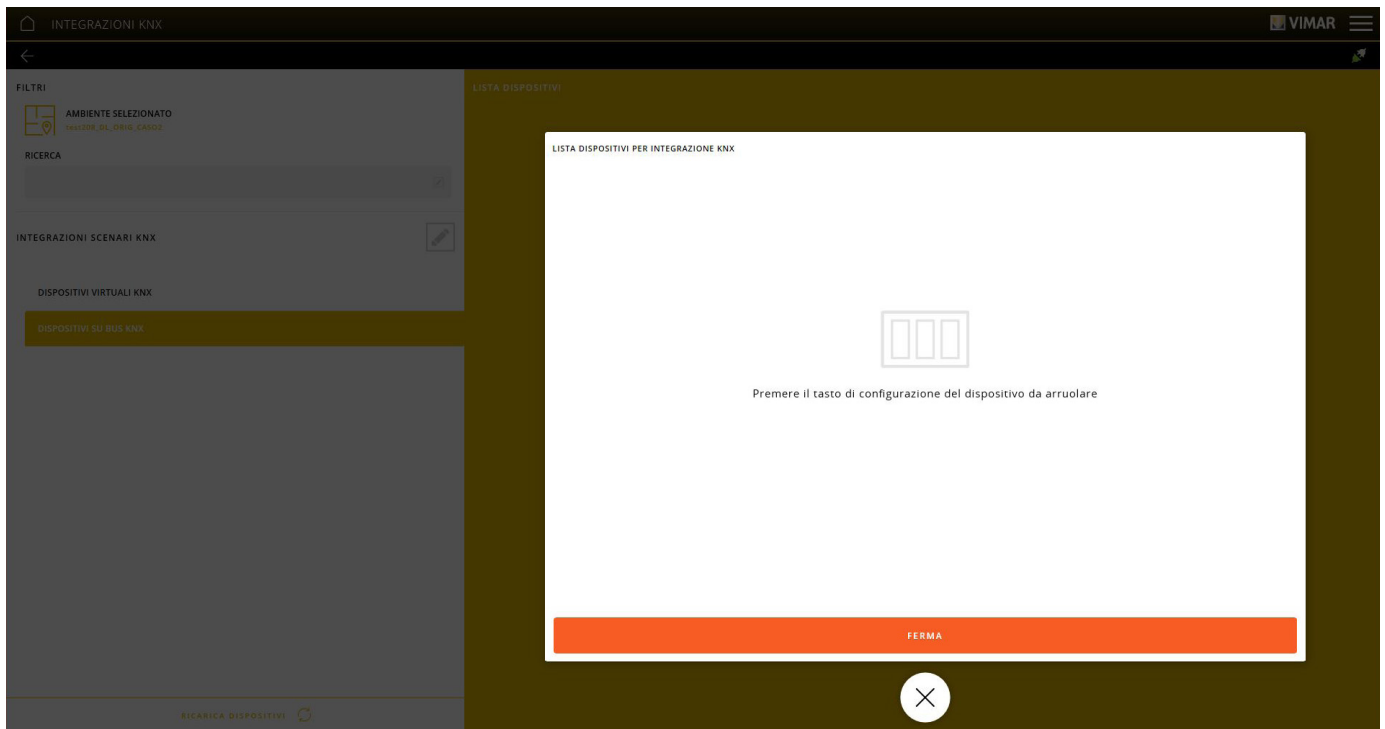 INTEGRAZIONI KNX
VIMAR
FILTRI
AMBIENTE SELEZIONATO
test208_GL_ORIG_CASO2
RICERCA
INTEGRAZIONI SCENARI KNX
DISPOSITIVI VIRTUALI KNX
DISPOSITIVI SU BUS KNX
RICARICA DISPOSITIVI
LISTA DISPOSITIVI
LISTA DISPOSITIVI PER INTEGRAZIONE KNX
Premere il tasto di configurazione del dispositivo da arruolare
FERMA